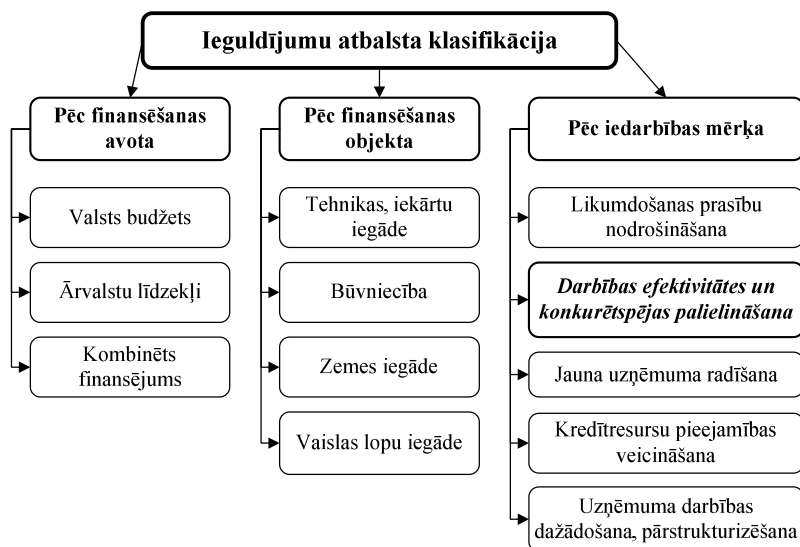 Ieguldījumu atbalsta klasifikācija
Pēc finansēšanas
avota
Valsts budžets
Ārvalstu līdzekļi
Kombinēts
finansējums
Pēc finansēšanas
objekta
Tehnikas, iekārtu
iegāde
Būvniecība
Zemes iegāde
Vaislas lopu iegāde
Pēc iedarbības mērķa
Likumdošanas prasību
nodrošināšana
Darbības efektivitātes un
konkurētspējas palielināšana
Jauna uzņēmuma radīšana
Kredītresursu pieejamības
veicināšana
Uzņēmuma darbības
dažādošana, pārstrukturizēšana